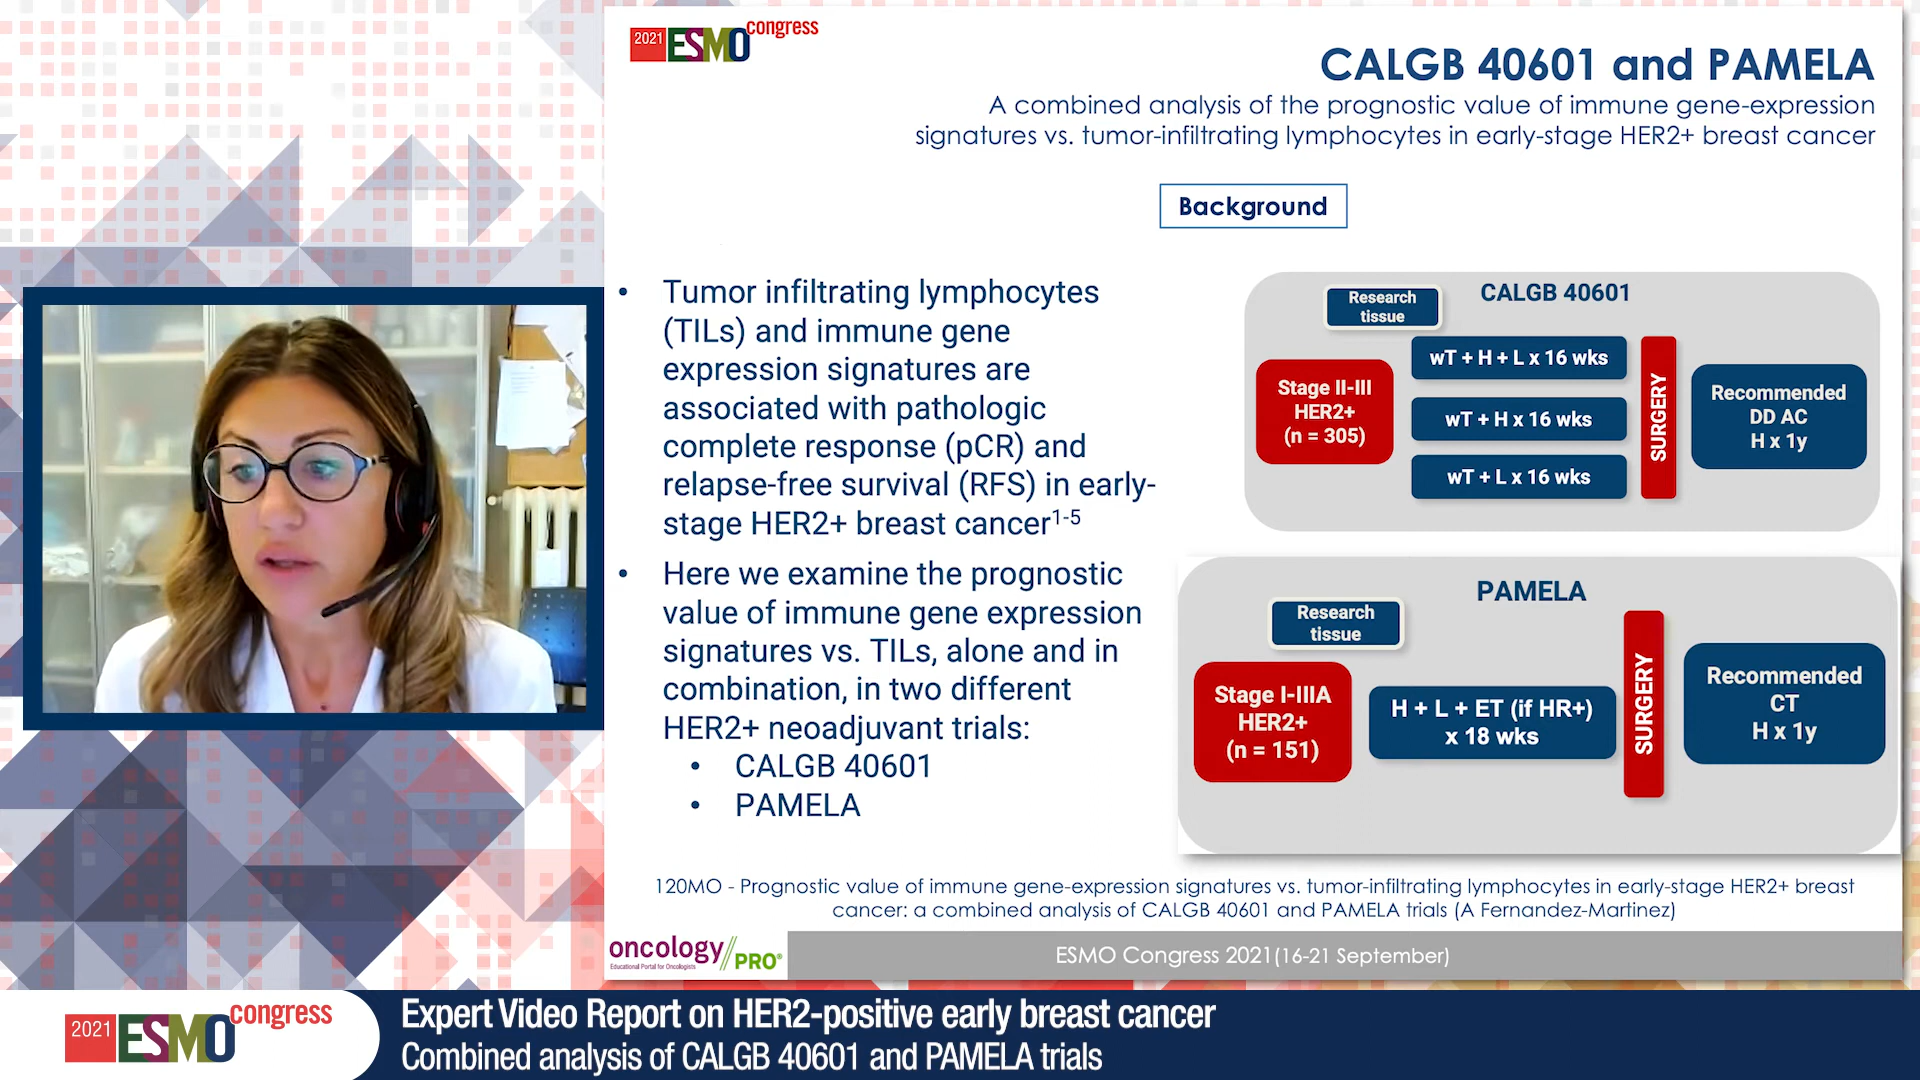 2021 ESMO congress
CALGB 40601 and PAMELA
A combined analysis of the prognostic value of immune gene-expression
signatures vs. tumor-infiltrating lymphocytes in early-stage HER2+ breast cancer
Background
• Tumor infiltrating lymphocytes
(TILs) and immune gene
expression signatures are
associated with pathologic
complete response (pCR) and
relapse-free survival (RFS) in early-
stage HER2+ breast cancer1-5
• Here we examine the prognostic
value of immune gene expression
signatures vs. TILs, alone and in
combination, in two different
HER2+ neoadjuvant trials:
• CALGB 40601
• PAMELA
CALGB 40601
Research
tissue
Stage II-III
HER2+
(n = 305)
wT + H + L x 16 wks
wT + H x 16 wks
wT + L x 16 wks
SURGERY
Recommended
DD AC
H x 1y
PAMELA
Research
tissue
Stage I-IIIA
HER2+
(n = 151)
H + L + ET (if HR+)
x 18 wks
SURGERY
Recommended
CT
H x 1y
120MO - Prognostic value of immune gene-expression signatures vs. tumor-infiltrating lymphocytes in early-stage HER2+ breast
cancer: a combined analysis of CALGB 40601 and PAMELA trials (A Fernandez-Martinez)
oncology//PRO®
Educational Portal for Oncologists
ESMO Congress 2021(16-21 September)
2021 ESMO congress
Expert Video Report on HER2-positive early breast cancer
Combined analysis of CALGB 40601 and PAMELA trials